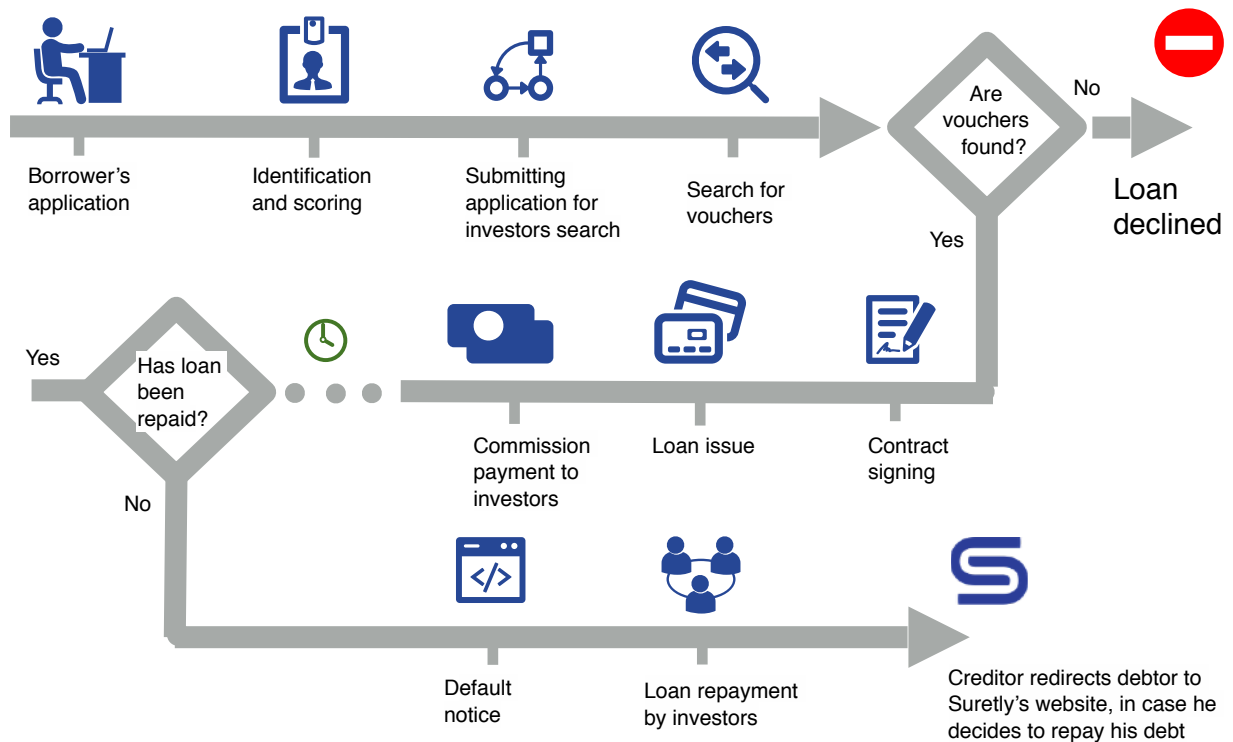 Borrower's
application
Identification
and scoring
Submitting
application for
investors search
Search for
vouchers
Are
vouchers
found?
No
Loan
declined
Yes
Contract
signing
Loan issue
Commission
payment to
investors
Has loan
been
repaid?
Yes
No
Default
notice
Loan repayment
by investors
Creditor redirects debtor to
Suretly's website, in case he
decides to repay his debt